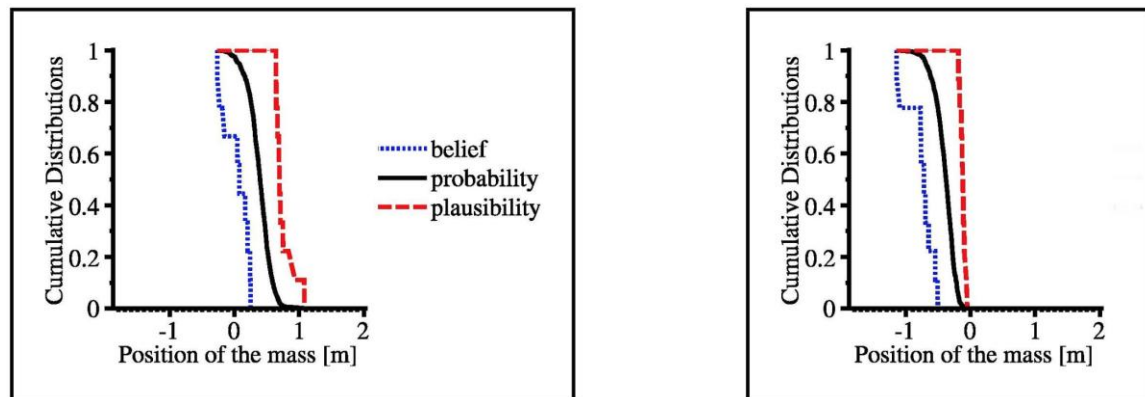 Cumulative Distributions
1
0.8
0.6
0.4
0.2
0
-1 0 1 2
Position of the mass [m]
belief
probability
plausibility
Cumulative Distributions
1
0.8
0.6
0.4
0.2
0
-1 0 1 2
Position of the mass [m]